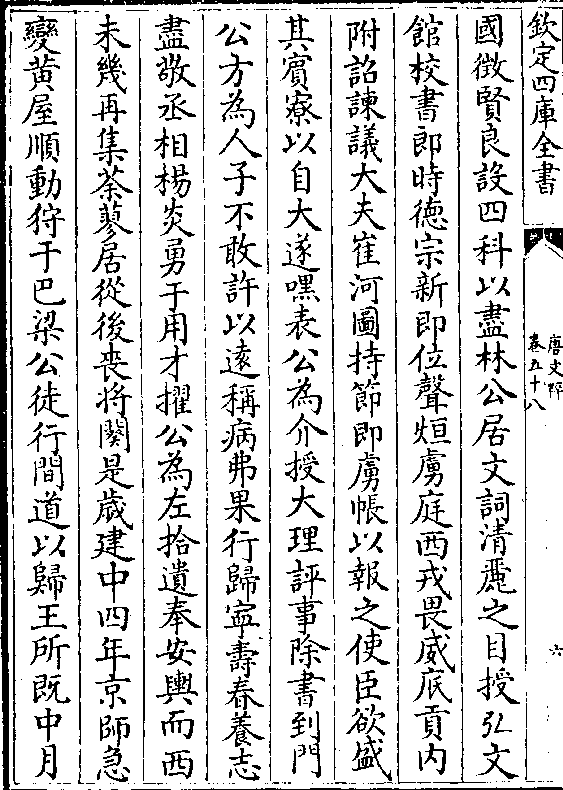 欽定四庫全書
唐文粹
卷五十八
六
國徴賢良設四科以盡林公居文詞清麗之目授弘文
館校書郎時徳宗新即位聲烜虜庭西戎畏威底貢内
附詔諫議大夫崔河圖持節即虜帳以報之使臣欲盛
其賓寮以自大遂嘿表公為介授大理評事除書到門
公方為人子不敢許以逺稱病弗果行歸寧壽春養志
盡敬丞相楊炎勇于用才擢公為左拾遺奉安輿而西
未幾再集荼蓼居從後喪將闋是歲建中四年京師急
變黄屋順動狩于巴梁公徒行間道以歸王所既中月